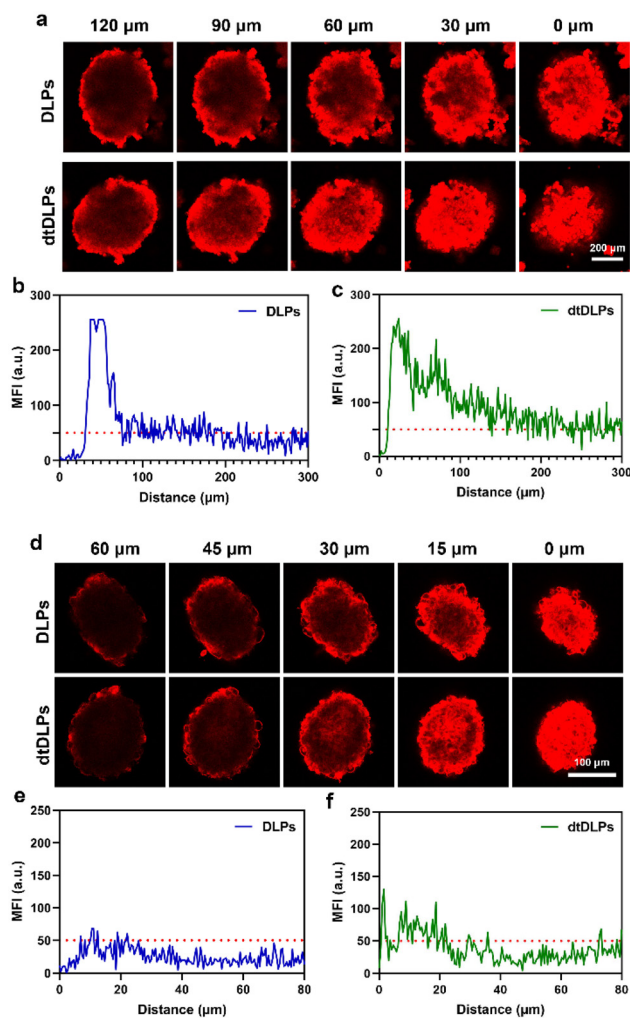 a
120 µm 90 µm 60 µm 30 µm 0 µm
DLPs
dtDLPs
200 µm
b
300
200
100
50
0
MFI (a.u.)
DLPs
0 100 200 300
Distance (µm)
c
300
200
100
50
0
MFI (a.u.)
dtDLPs
0 100 200 300
Distance (µm)
d
60 µm 45 µm 30 µm 15 µm 0 µm
DLPs
dtDLPs
100 µm
e
250
200
150
100
50
0
MFI (a.u.)
DLPs
0 20 40 60 80
Distance (µm)
f
250
200
150
100
50
0
MFI (a.u.)
dtDLPs
0 20 40 60 80
Distance (µm)